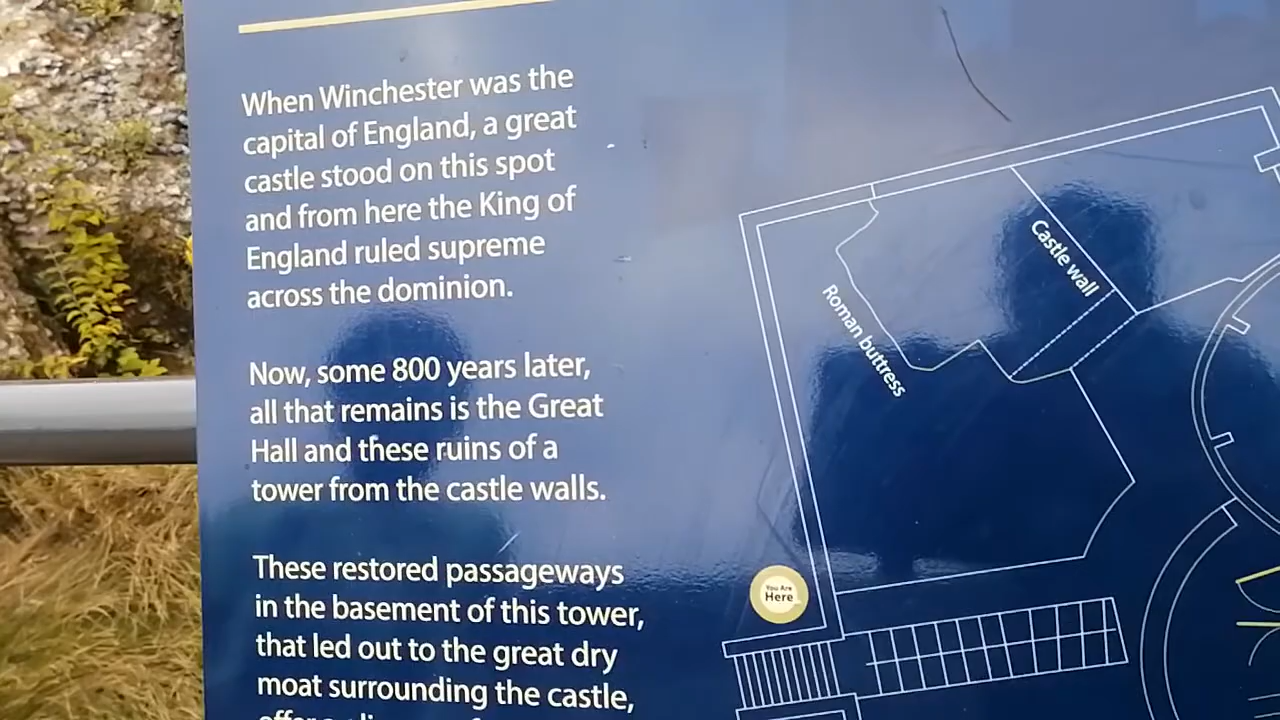 When Winchester was the
capital of England, a great
castle stood on this spot
and from here the King of
England ruled supreme
across the dominion.
Now, some 800 years later,
all that remains is the Great
Hall and these ruins of a
tower from the castle walls.
These restored passageways
in the basement of this tower,
that led out to the great dry
moat surrounding the castle,
Castle wall
Roman buttress
You Are
Here